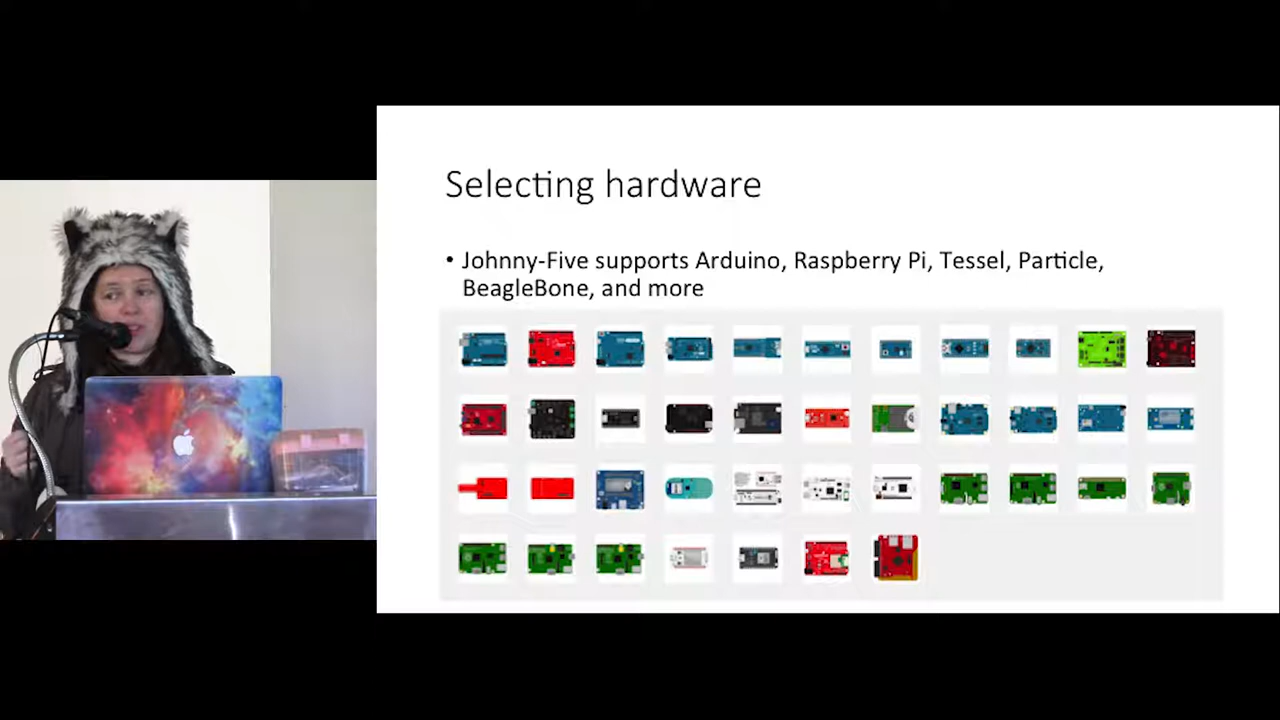 Selecting hardware
• Johnny-Five supports Arduino, Raspberry Pi, Tessel, Particle,
BeagleBone, and more